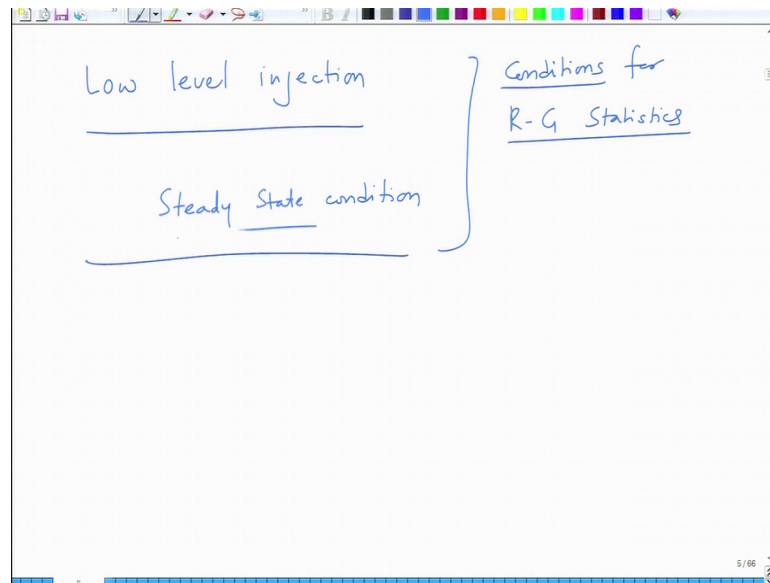 Low level injection
Steady state condition
Conditions for
R-G Statistics
5/66